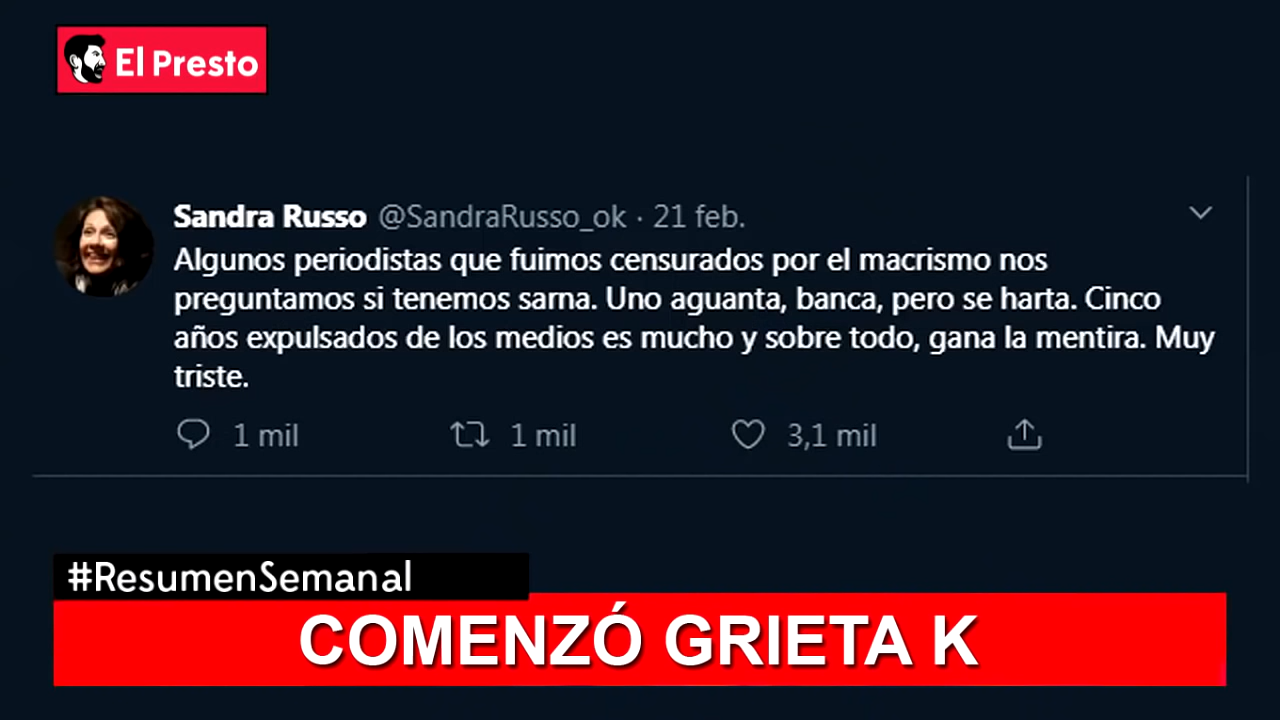 El Presto
Sandra Russo @SandraRusso_ok · 21 feb.
Algunos periodistas que fuimos censurados por el macrismo nos
preguntamos si tenemos sarna. Uno aguanta, banca, pero se harta. Cinco
años expulsados de los medios es mucho y sobre todo, gana la mentira. Muy
triste.
1 mil 1 mil 3,1 mil
#ResumenSemanal
COMENZÓ GRIETA K